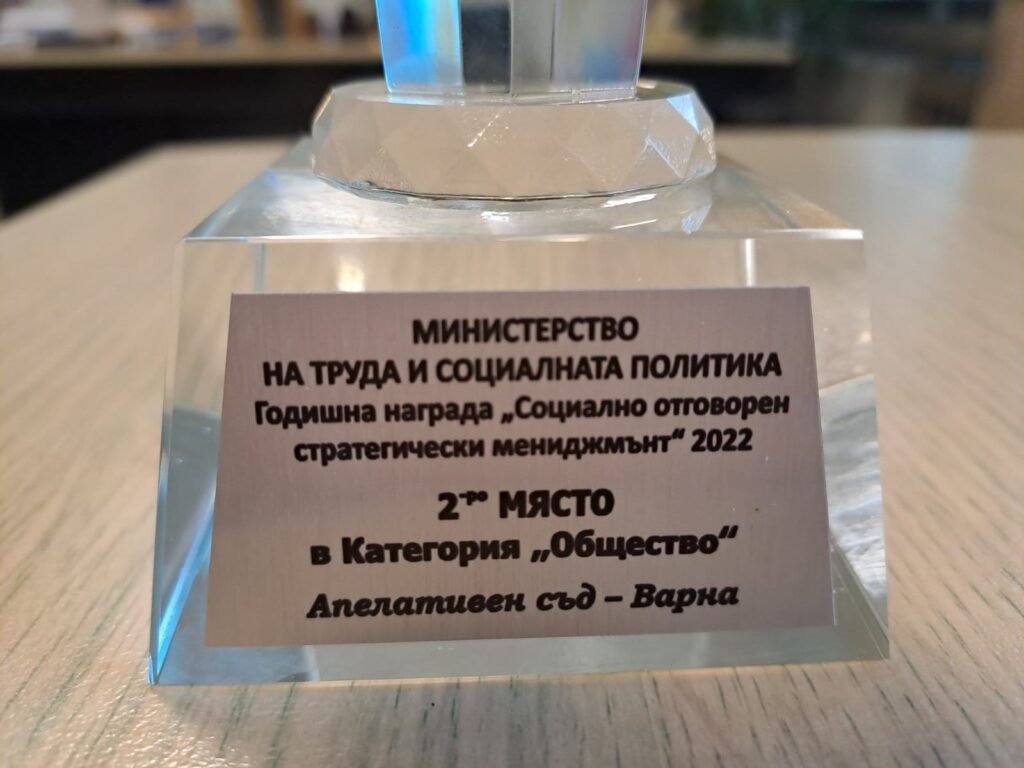 МИНИСТЕРСТВО
НА ТРУДА И СОЦИАЛНАТА ПОЛИТИКА
Годишна награда „Социално отговорен
стратегически мениджмънт“ 2022
2-ро МЯСТО
в Категория „Общество“
Апелативен съд – Варна